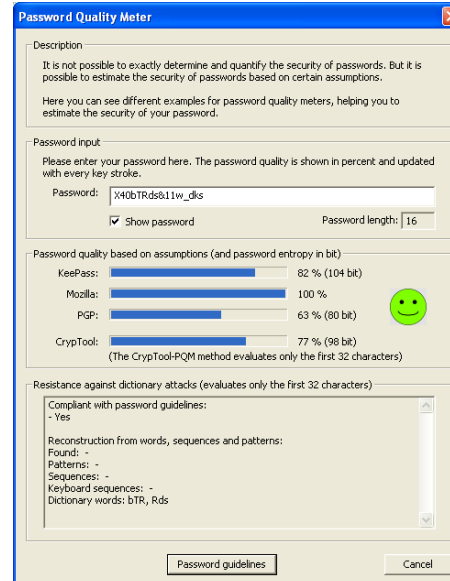 Password Quality Meter
Description
It is not possible to exactly determine and quantify the security of passwords. But it is
possible to estimate the security of passwords based on certain assumptions.
Here you can see different examples for password quality meters, helping you to
estimate the security of your password.
Password input
Please enter your password here. The password quality is shown in percent and updated
with every key stroke.
Password: X40bTRds&11w_dks
Show password Password length: 16
Password quality based on assumptions (and password entropy in bit)
KeePass: 82 % (104 bit)
Mozilla: 100 %
PGP: 63 % (80 bit)
CrypTool: 77 % (98 bit)
(The CrypTool-PQM method evaluates only the first 32 characters)
Resistance against dictionary attacks (evaluates only the first 32 characters)
Compliant with password guidelines:
- Yes
Reconstruction from words, sequences and patterns:
Found: -
Patterns: -
Sequences: -
Keyboard sequences: -
Dictionary words: bTR, Rds
Password guidelines Cancel